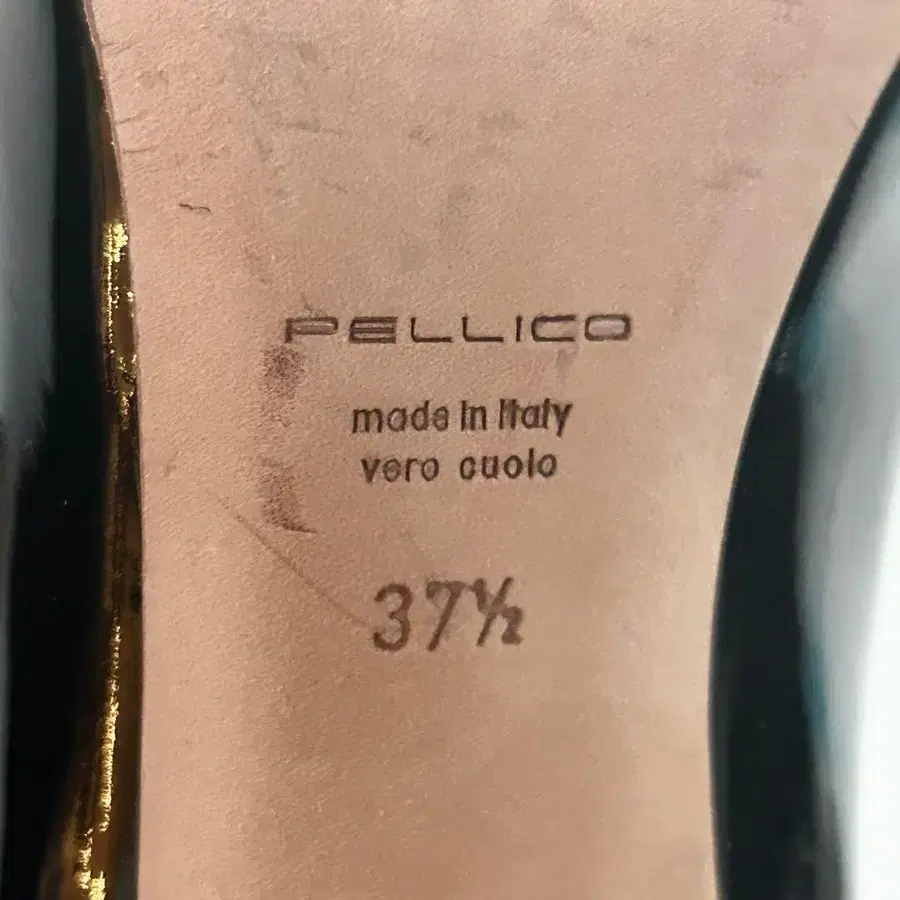 PELLICO
made in Italy
vero cuoio
37½